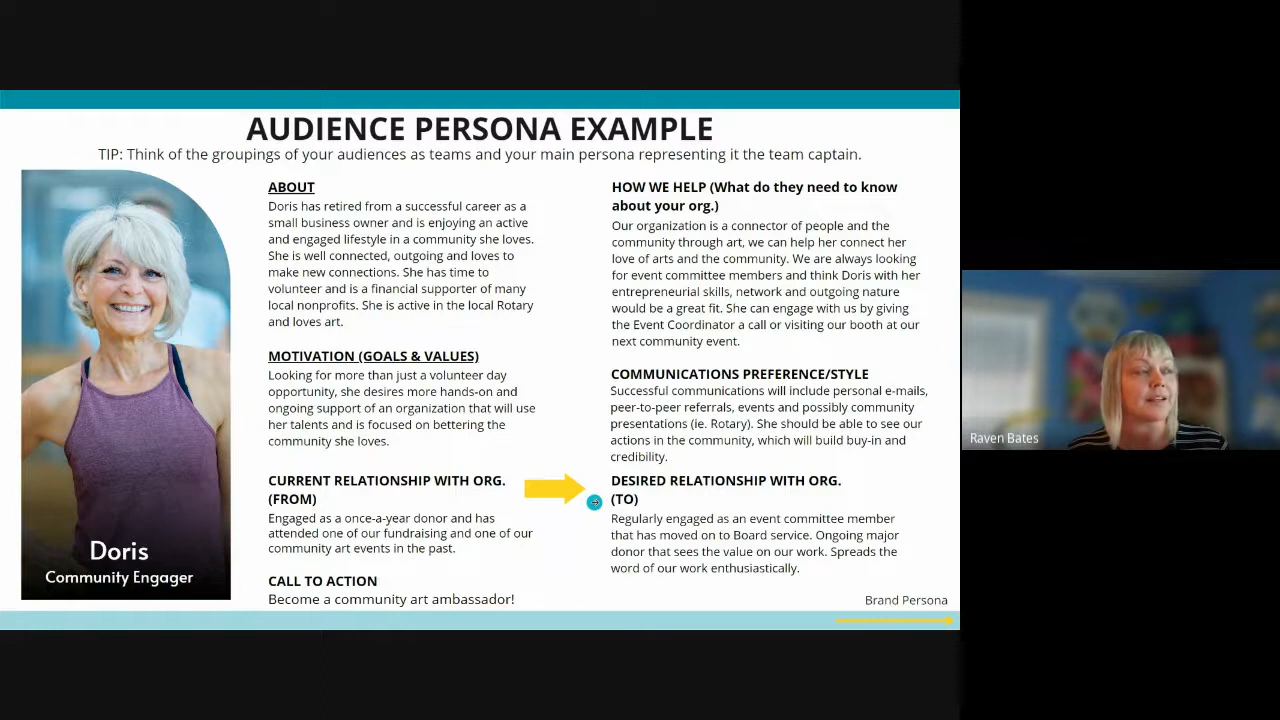 AUDIENCE PERSONA EXAMPLE
TIP: Think of the groupings of your audiences as teams and your main persona representing it the team captain.
ABOUT
Doris has retired from a successful career as a
small business owner and is enjoying an active
and engaged lifestyle in a community she loves.
She is well connected, outgoing and loves to
make new connections. She has time to
volunteer and is a financial supporter of many
local nonprofits. She is active in the local Rotary
and loves art.
MOTIVATION (GOALS & VALUES)
Looking for more than just a volunteer day
opportunity, she desires more hands-on and
ongoing support of an organization that will use
her talents and is focused on bettering the
community she loves.
CURRENT RELATIONSHIP WITH ORG.
(FROM)
Engaged as a once-a-year donor and has
attended one of our fundraising and one of our
community art events in the past.
CALL TO ACTION
Become a community art ambassador!
HOW WE HELP (What do they need to know
about your org.)
Our organization is a connector of people and the
community through art, we can help her connect her
love of arts and the community. We are always looking
for event committee members and think Doris with her
entrepreneurial skills, network and outgoing nature
would be a great fit. She can engage with us by giving
the Event Coordinator a call or visiting our booth at our
next community event.
COMMUNICATIONS PREFERENCE/STYLE
Successful communications will include personal e-mails,
peer-to-peer referrals, events and possibly community
presentations (ie. Rotary). She should be able to see our
actions in the community, which will build buy-in and
credibility.
DESIRED RELATIONSHIP WITH ORG.
(TO)
Regularly engaged as an event committee member
that has moved on to Board service. Ongoing major
donor that sees the value on our work. Spreads the
word of our work enthusiastically.
Doris
Community Engager
Brand Persona
Raven Bates